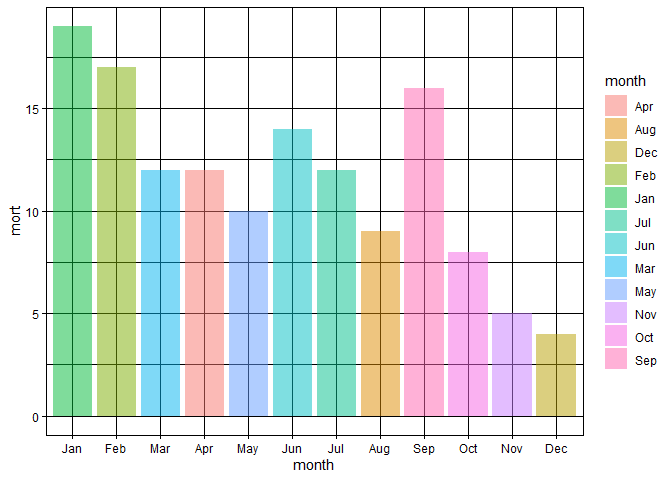 mort
15
10
5
0
Jan Feb Mar Apr May Jun Jul Aug Sep Oct Nov Dec
month
month
Apr
Aug
Dec
Feb
Jan
Jul
Jun
Mar
May
Nov
Oct
Sep